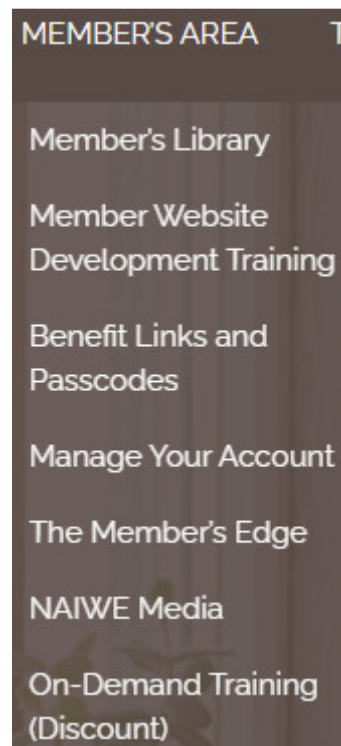 MEMBER'S AREA T
Member's Library
Member Website
Development Training
Benefit Links and
Passcodes
Manage Your Account
The Member's Edge
NAIWE Media
On-Demand Training
(Discount)